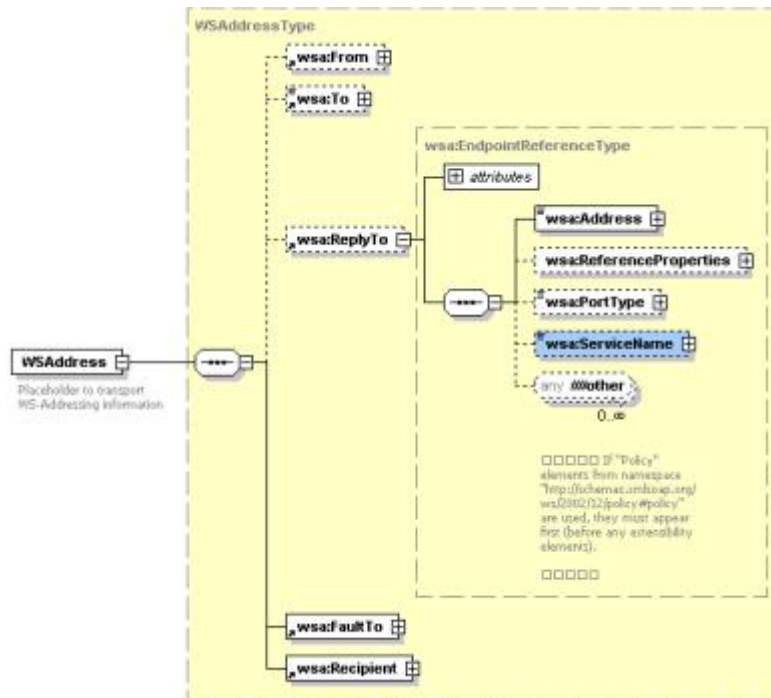 WSAddressType
wsa:From
wsa:To
wsa:EndpointReferenceType
attributes
wsa:Address
wsa:ReplyTo
wsa:ReferenceProperties
wsa:PortType
WSAddress
wsa:ServiceName
Placeholder to transport
WS-Addressing information
any ##other
0..∞
□□□□□ If "Policy"
elements from namespace
"http://schemas.xmlsoap.org/
ws/2002/12/policy#policy"
are used, they must appear
first (before any extensibility
elements).
□□□□□
wsa:FaultTo
wsa:Recipient